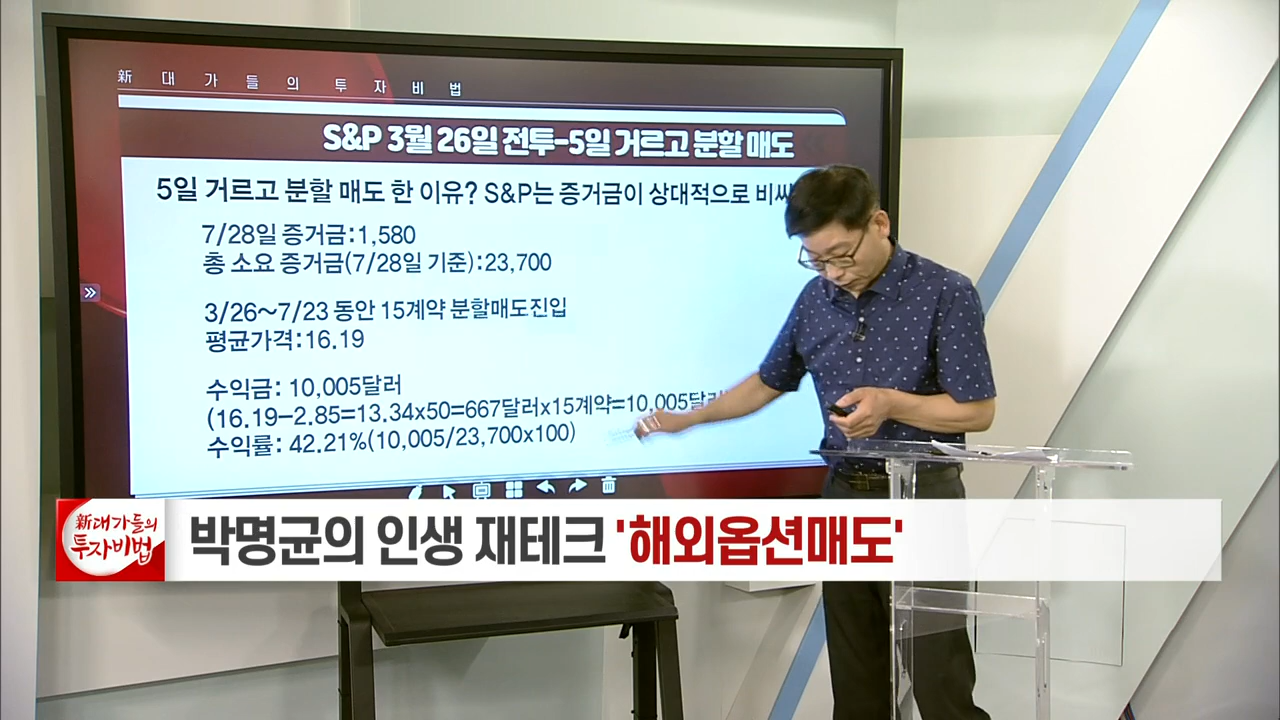 新 대 가 들 의 투 자 비 법
S&P 3월 26일 전투-5일 거르고 분할 매도
5일 거르고 분할 매도 한 이유? S&P는 증거금이 상대적으로 비싸
7/28일 증거금:1,580
총 소요 증거금(7/28일 기준):23,700
3/26~7/23 동안 15계약 분할매도진입
평균가격:16.19
수익금: 10,005달러
(16.19-2.85=13.34x50=667달러x15계약=10,005달러
수익률: 42.21%(10,005/23,700x100)
新대가들의
투자비법
박명균의 인생 재테크 '해외옵션매도'